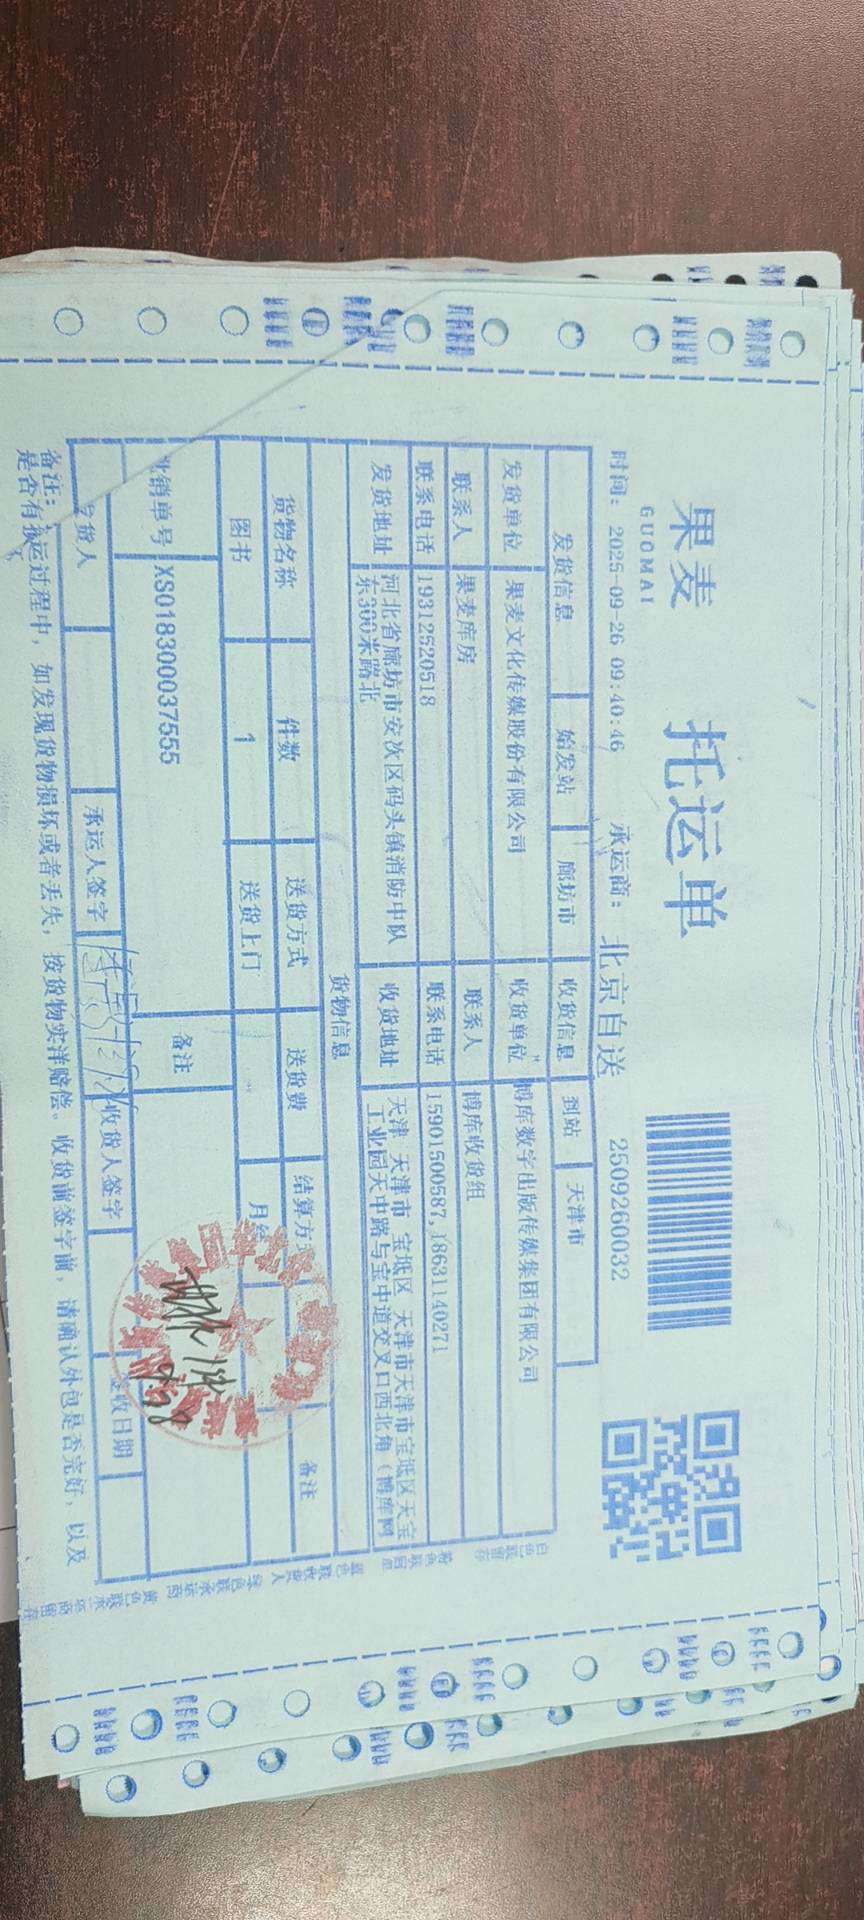 果麦
GUOMAI
托运单
时间：2025-09-26 09:40:46 承运商：北京自送 2509260032
发货信息 始发站 廊坊市 收货信息 到站 天津市
发货单位 果麦文化传媒股份有限公司 收货单位 博库数字出版传媒集团有限公司
联系人 果麦库房 联系人 博库收货组
联系电话 19312520518 联系电话 15901500587,18631140271
发货地址 河北省廊坊市安次区码头镇消防中队东300米路北 收货地址 天津 天津市 宝坻区 天津市天津市宝坻区天宝工业园天中路与宝中道交叉口西北角（博库网
货物信息
货物名称 件数 送货方式 送货费 结算方 备注
图书 1 送货上门 月
销单号 XS018300037555 备注
货人 承运人签字 收货人签字 收日期
备注：
运过程中，如发现货物损坏或者丢失，按货物实洋赔偿。收货前签字前，请确认外包是否完好，以及
是否有
9.28